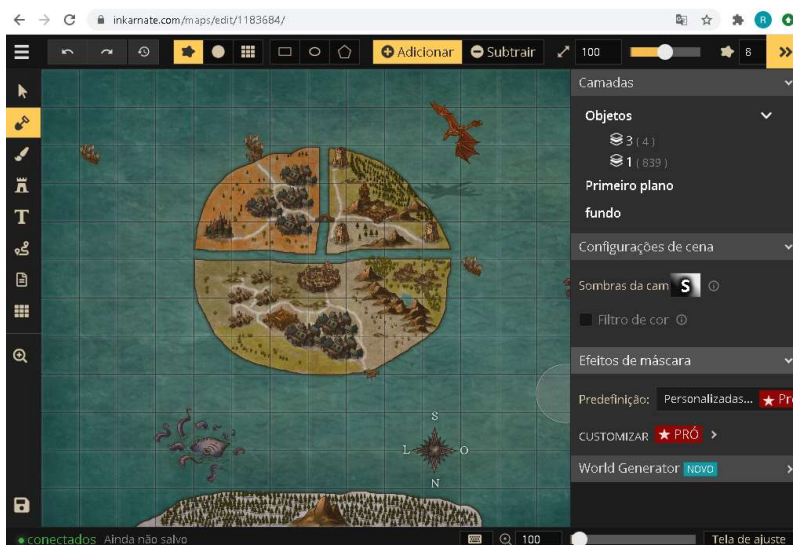 inkarnate.com/maps/edit/1183684/
R
Adicionar
Subtrair
100
8
Camadas
Objetos
3 (4)
1 (839)
Primeiro plano
fundo
Configurações de cena
Sombras da cam S
Filtro de cor
Efeitos de máscara
Predefinição: Personalizadas... Pr
CUSTOMIZAR PRÓ
World Generator NOVO
T
S
L O
N
conectados Ainda não salvo
100
Tela de ajuste